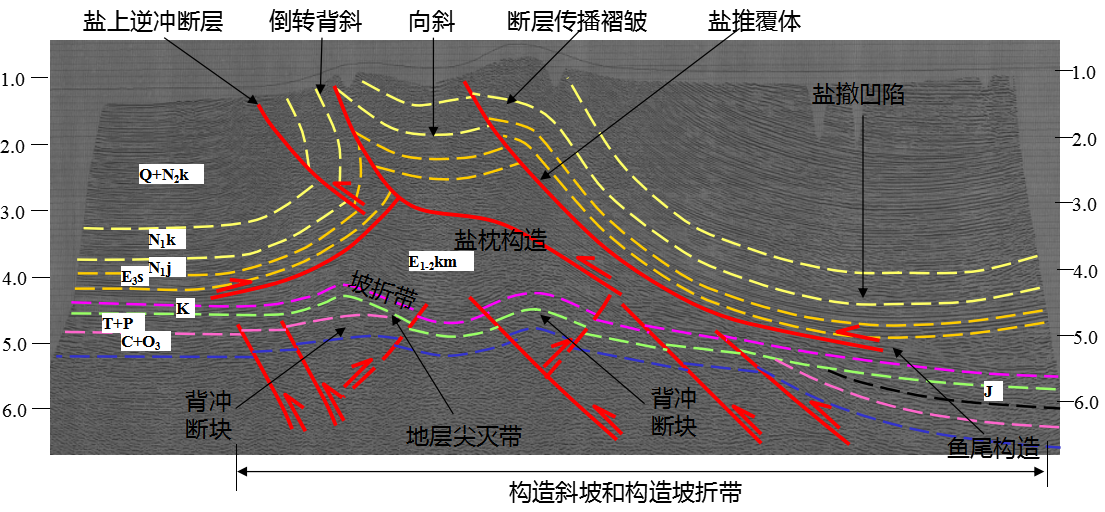 盐上逆冲断层
倒转背斜
向斜
断层传播褶皱
盐推覆体
1.0
2.0
3.0
4.0
5.0
6.0
1.0
2.0
3.0
4.0
5.0
6.0
盐撤凹陷
Q+N₂k
N₁k
N₁j
E₃s
K
T+P
C+O₃
盐枕构造
E₁₋₂km
坡折带
J
背冲
断块
地层尖灭带
背冲
断块
鱼尾构造
构造斜坡和构造坡折带